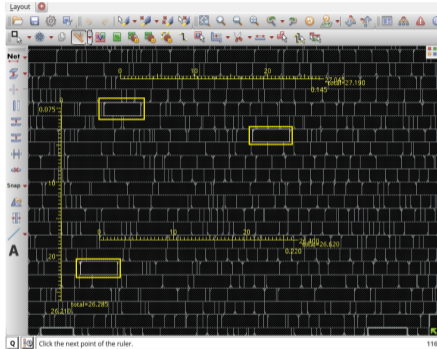 Layout
Net
Snap
A
0
10
20
total=27.190
0.145
0
0.075
10
20
0
10
20
total=26.620
0.220
total=26.285
26.210
Q
Click the next point of the ruler.
116